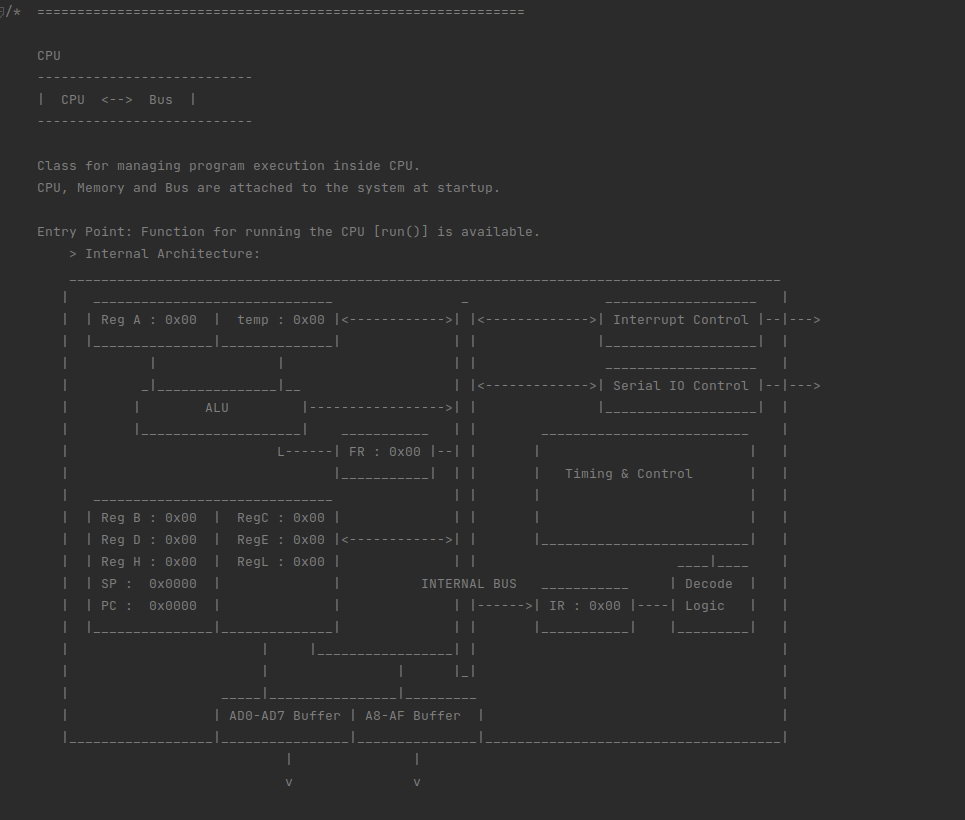 /* =============================================================
CPU
---------------------------
| CPU <--> Bus |
---------------------------
Class for managing program execution inside CPU.
CPU, Memory and Bus are attached to the system at startup.
Entry Point: Function for running the CPU [run()] is available.
> Internal Architecture:
| Reg A : 0x00 | temp : 0x00 |<------------>| |<------------->| Interrupt Control |--|--->
|<------------->| Serial IO Control |--|--->
| ALU |----------------->|
L------| FR : 0x00 |--|
Timing & Control
| Reg B : 0x00 | RegC : 0x00 |
| Reg D : 0x00 | RegE : 0x00 |<------------>|
| Reg H : 0x00 | RegL : 0x00 |
| SP : 0x0000 | | INTERNAL BUS | Decode |
| PC : 0x0000 | | | |------>| IR : 0x00 |----| Logic |
| AD0-AD7 Buffer | A8-AF Buffer |
v v